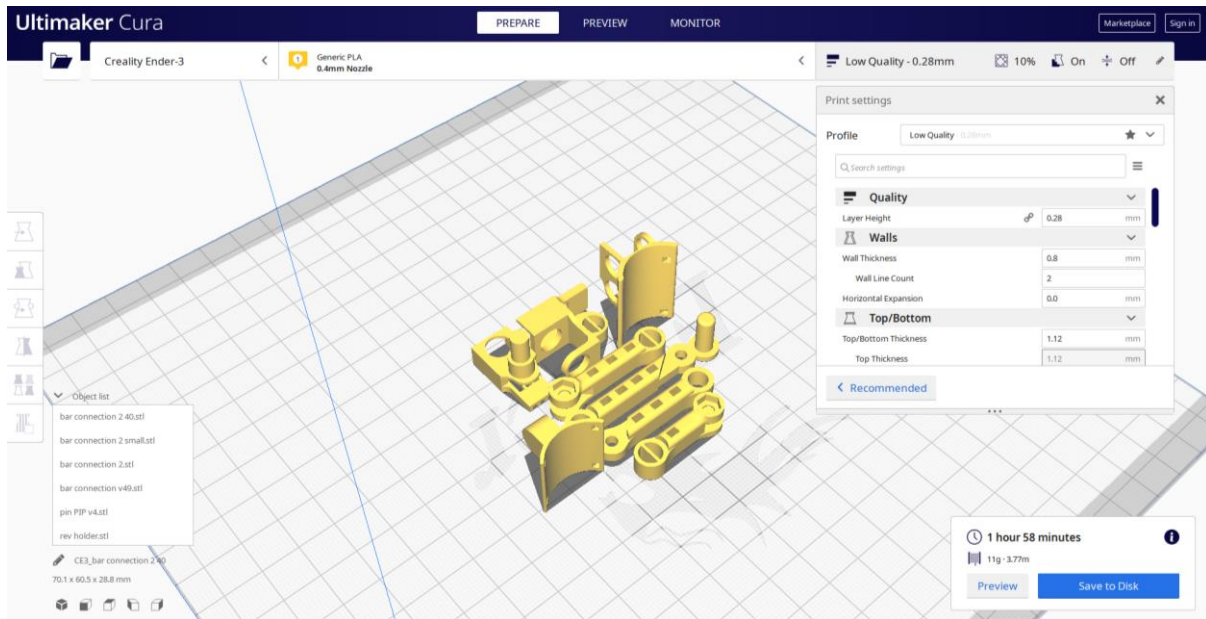 Ultimaker Cura
PREPARE PREVIEW MONITOR
Marketplace Sign in
Creality Ender-3
1
Generic PLA
0.4mm Nozzle
Low Quality - 0.28mm 10% On Off
Print settings
Profile Low Quality 0.28mm
Search settings
Quality
Layer Height 0.28 mm
Walls
Wall Thickness 0.8 mm
Wall Line Count 2
Horizontal Expansion 0.0 mm
Top/Bottom
Top/Bottom Thickness 1.12 mm
Top Thickness 1.12 mm
Recommended
Object list
bar connection 2 40.stl
bar connection 2 small.stl
bar connection 2.stl
bar connection v49.stl
pin PIP v4.stl
rev holder.stl
CE3_bar connection 2 40
70.1 x 60.5 x 28.8 mm
1 hour 58 minutes
11g · 3.77m
Preview Save to Disk